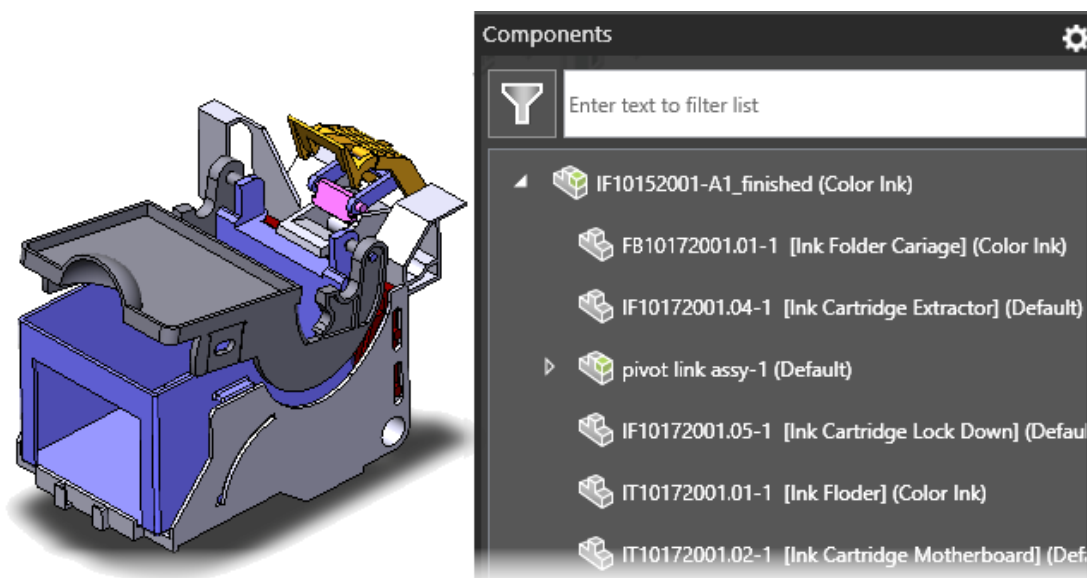 Components
Enter text to filter list
IF10152001-A1_finished (Color Ink)
FB10172001.01-1 [Ink Folder Cariage] (Color Ink)
IF10172001.04-1 [Ink Cartridge Extractor] (Default)
pivot link assy-1 (Default)
IF10172001.05-1 [Ink Cartridge Lock Down] (Defaul
IT10172001.01-1 [Ink Floder] (Color Ink)
IT10172001.02-1 [Ink Cartridge Motherboard] (Defa